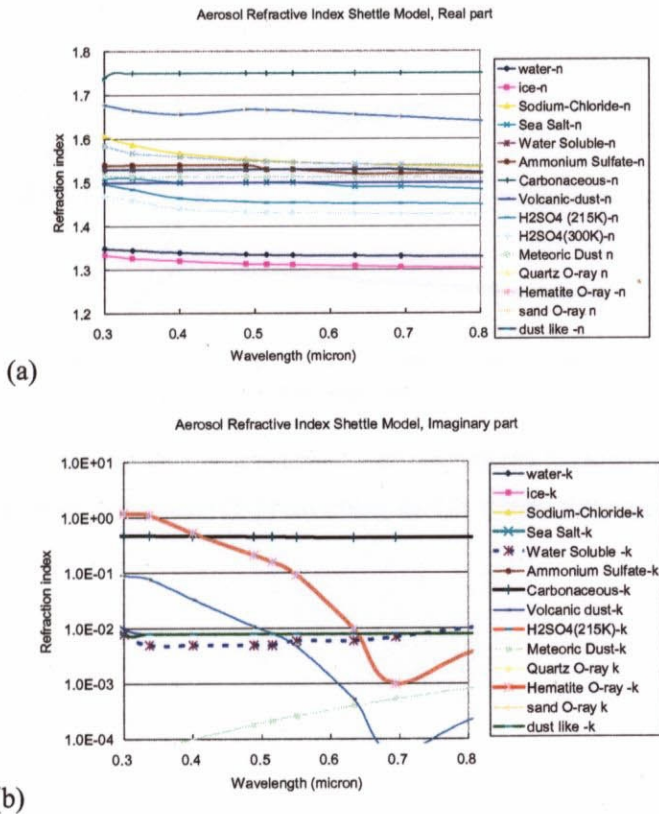 Aerosol Refractive Index Shettle Model, Real part
1.8
1.7
1.6
1.5
1.4
1.3
1.2
Refraction index
0.3 0.4 0.5 0.6 0.7 0.8
Wavelength (micron)
water-n
ice-n
Sodium-Chloride-n
Sea Salt-n
Water Soluble-n
Ammonium Sulfate-n
Carbonaceous-n
Volcanic-dust-n
H2SO4 (215K)-n
H2SO4(300K)-n
Meteoric Dust n
Quartz O-ray n
Hematite O-ray -n
sand O-ray n
dust like -n
(a)
Aerosol Refractive Index Shettle Model, Imaginary part
1.0E+01
1.0E+00
1.0E-01
1.0E-02
1.0E-03
1.0E-04
Refraction index
0.3 0.4 0.5 0.6 0.7 0.8
Wavelength (micron)
water-k
ice-k
Sodium-Chloride-k
Sea Salt-k
Water Soluble -k
Ammonium Sulfate-k
Carbonaceous-k
Volcanic dust-k
H2SO4(215K)-k
Meteoric Dust-k
Quartz O-ray k
Hematite O-ray -k
sand O-ray k
dust like -k
b)